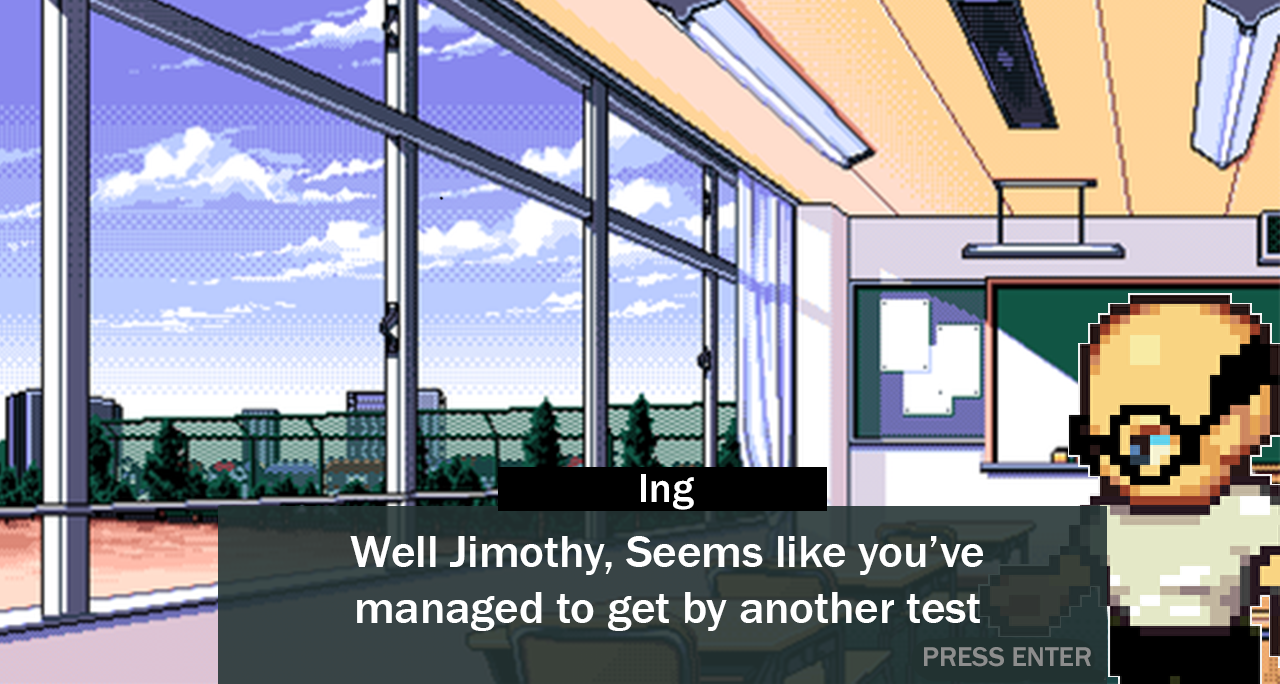 Ing
Well Jimothy, Seems like you’ve
managed to get by another test
PRESS ENTER